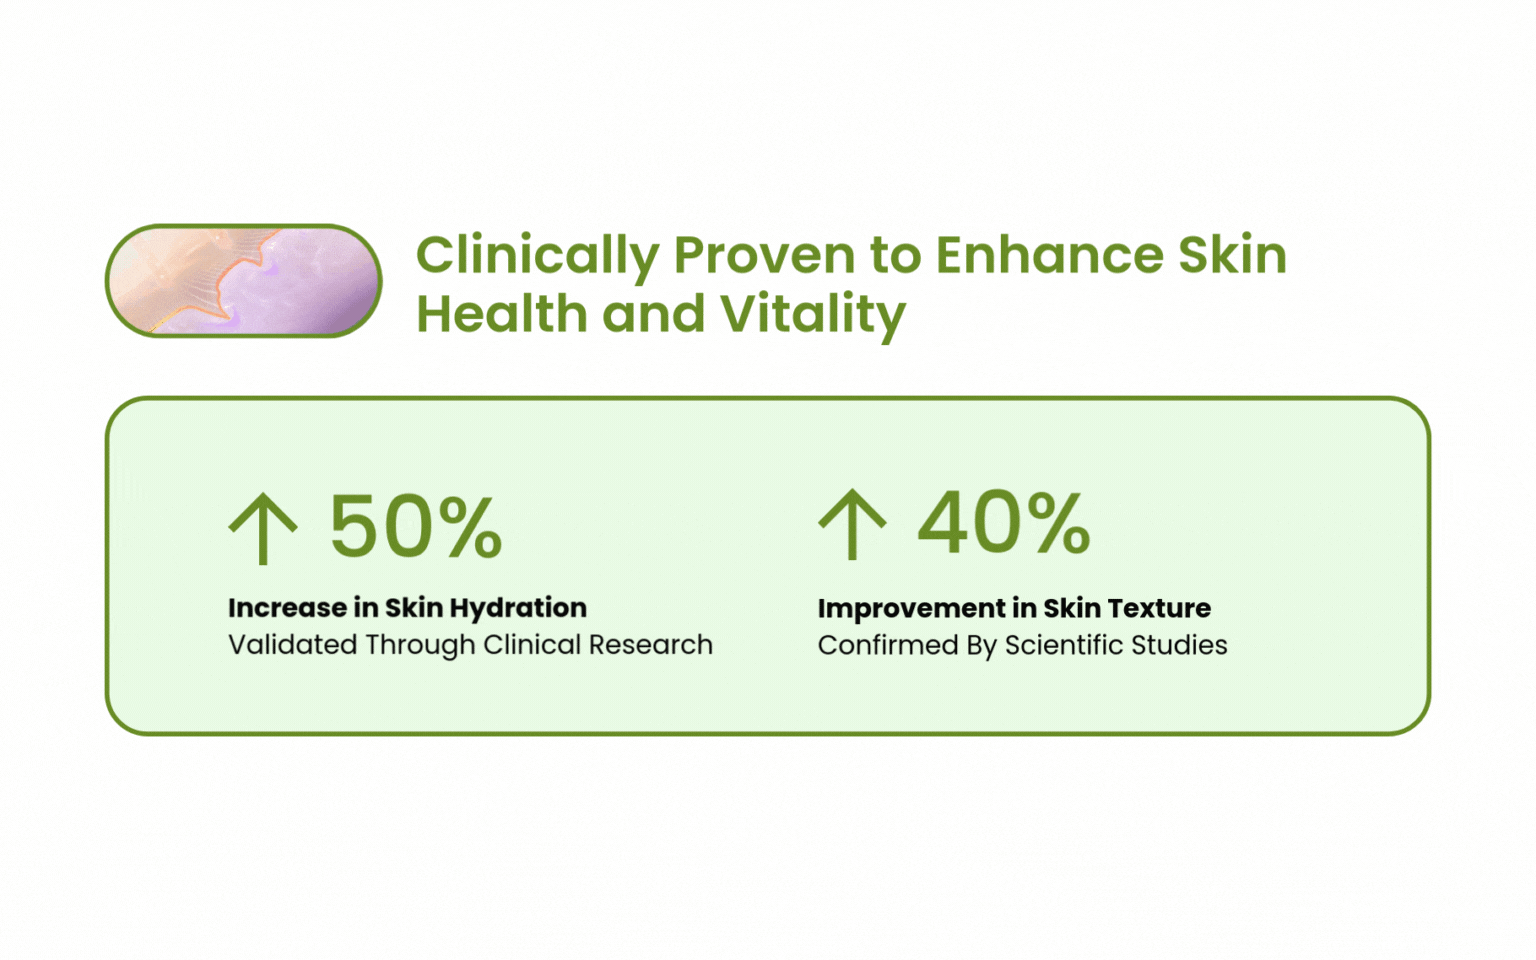 Clinically Proven to Enhance Skin
Health and Vitality
↑ 50%
Increase in Skin Hydration
Validated Through Clinical Research
↑ 40%
Improvement in Skin Texture
Confirmed By Scientific Studies